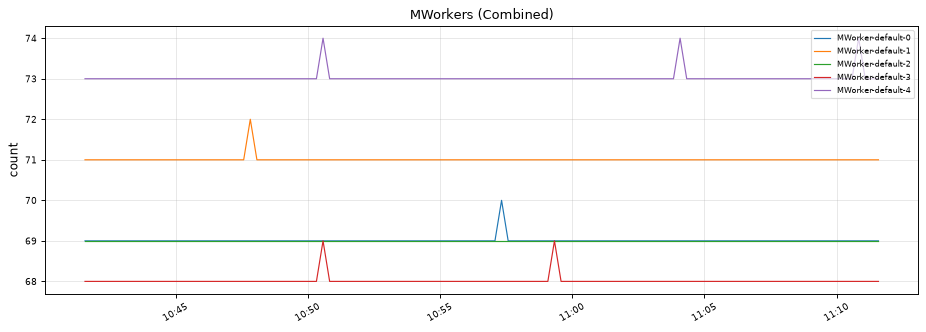 MWorkers (Combined)
count
74
73
72
71
70
69
68
MWorker-default-0
MWorker-default-1
MWorker-default-2
MWorker-default-3
MWorker-default-4
10:45
10:50
10:55
11:00
11:05
11:10